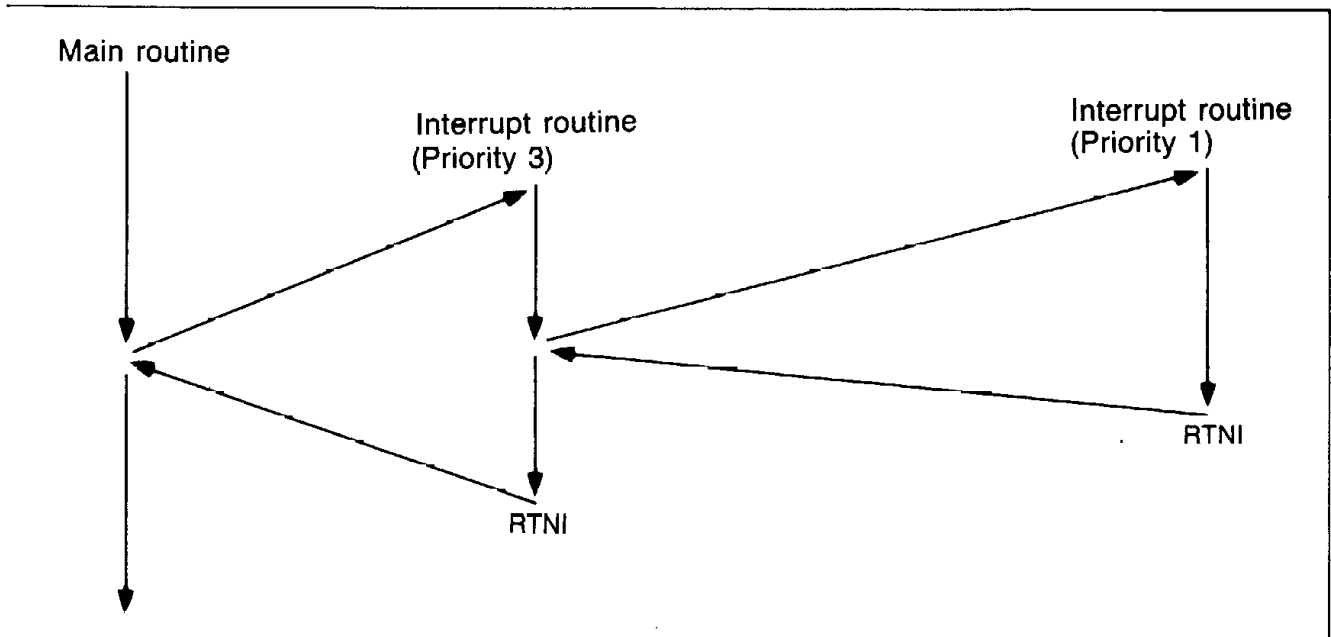 Main routine
Interrupt routine
(Priority 3)
Interrupt routine
(Priority 1)
RTNI
RTNI